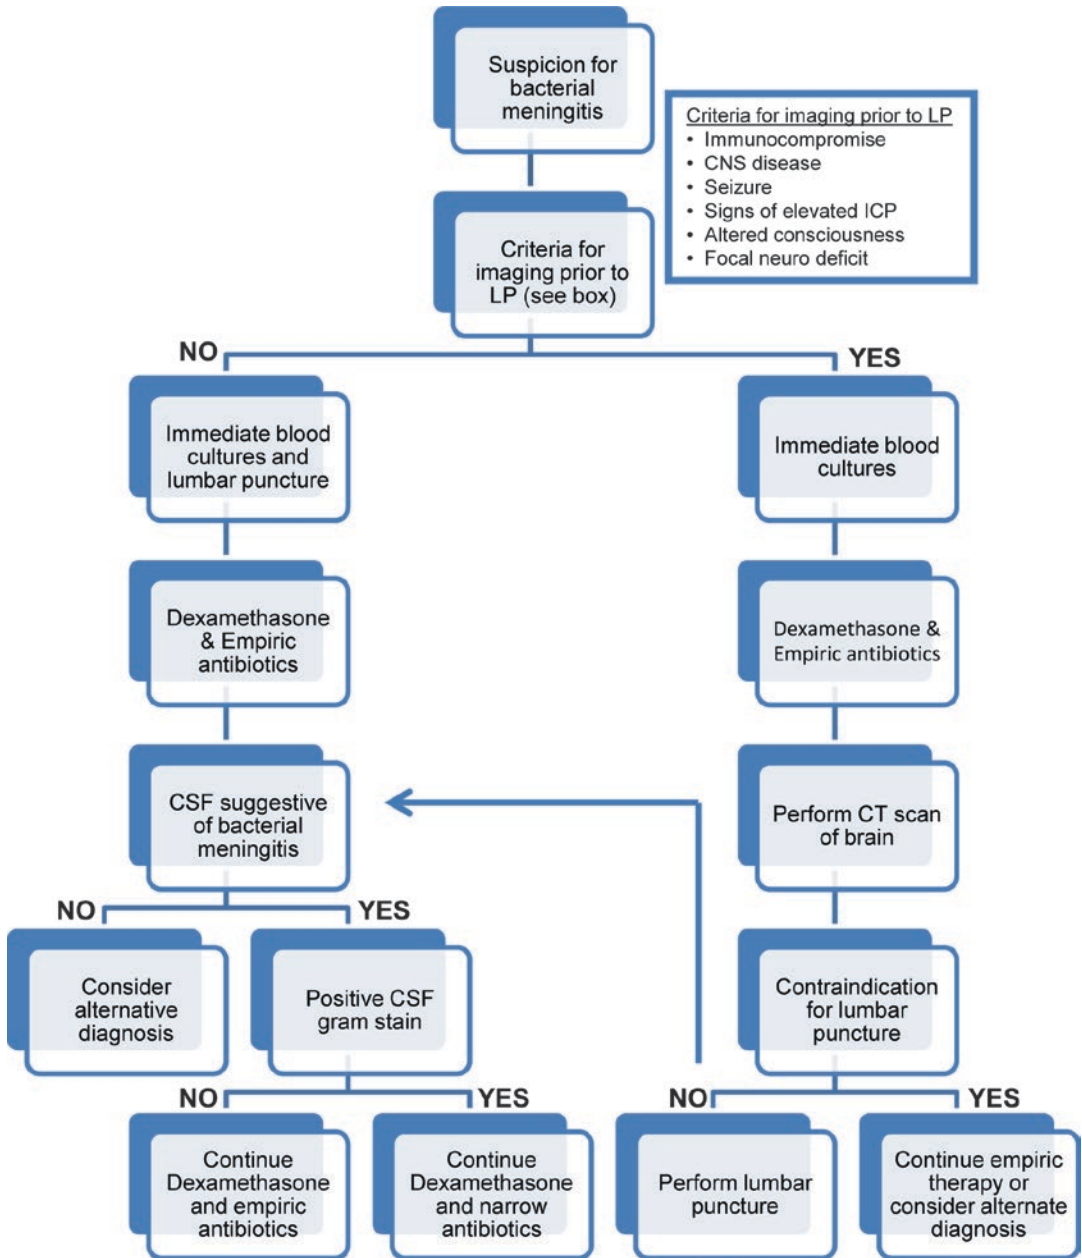 Suspicion for
bacterial
meningitis
Criteria for imaging prior to LP
• Immunocompromise
• CNS disease
• Seizure
• Signs of elevated ICP
• Altered consciousness
• Focal neuro deficit
Criteria for
imaging prior to
LP (see box)
NO
YES
Immediate blood
cultures and
lumbar puncture
Immediate blood
cultures
Dexamethasone
& Empiric
antibiotics
Dexamethasone &
Empiric antibiotics
CSF suggestive
of bacterial
meningitis
Perform CT scan
of brain
NO
YES
Consider
alternative
diagnosis
Positive CSF
gram stain
Contraindication
for lumbar
puncture
NO
YES
NO
YES
Continue
Dexamethasone
and empiric
antibiotics
Continue
Dexamethasone
and narrow
antibiotics
Perform lumbar
puncture
Continue empiric
therapy or
consider alternate
diagnosis